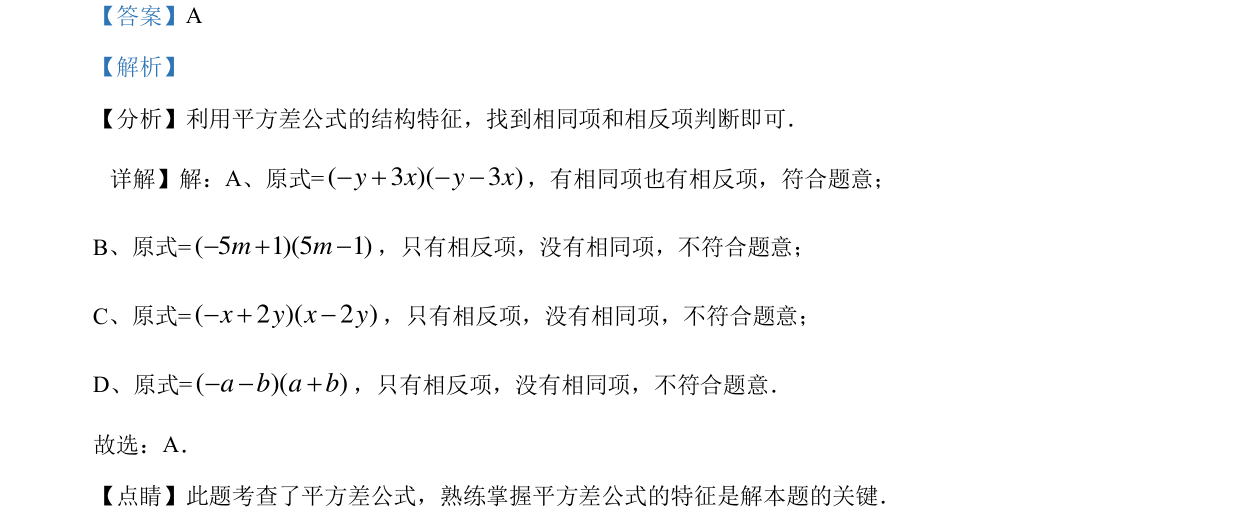 【答案】A
【解析】
【分析】利用平方差公式的结构特征，找到相同项和相反项判断即可．
详解】解：A、原式=(−y+3x)(−y−3x)，有相同项也有相反项，符合题意；
B、原式=(−5m+1)(5m−1)，只有相反项，没有相同项，不符合题意；
C、原式=(−x+2y)(x−2y)，只有相反项，没有相同项，不符合题意；
D、原式=(−a−b)(a+b)，只有相反项，没有相同项，不符合题意．
故选：A．
【点睛】此题考查了平方差公式，熟练掌握平方差公式的特征是解本题的关键．